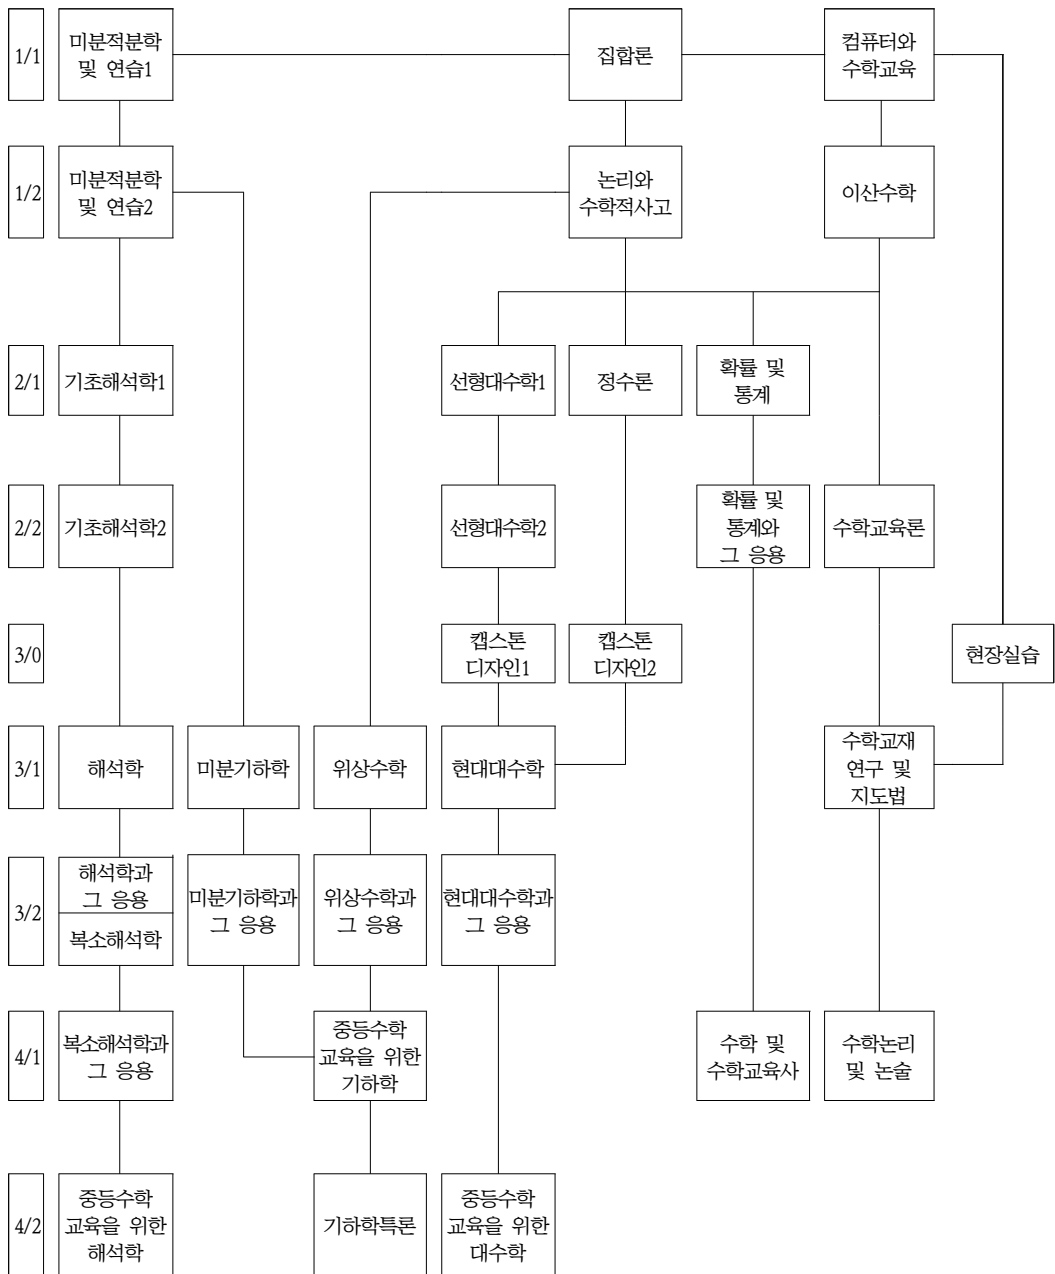 1/1
미분적분학
및 연습1
집합론
컴퓨터와
수학교육
1/2
미분적분학
및 연습2
논리와
수학적사고
이산수학
2/1
기초해석학1
선형대수학1
정수론
확률 및
통계
2/2
기초해석학2
선형대수학2
확률 및
통계와
그 응용
수학교육론
3/0
캡스톤
디자인1
캡스톤
디자인2
현장실습
3/1
해석학
미분기하학
위상수학
현대대수학
수학교재
연구 및
지도법
3/2
해석학과
그 응용
복소해석학
미분기하학과
그 응용
위상수학과
그 응용
현대대수학과
그 응용
4/1
복소해석학과
그 응용
중등수학
교육을 위한
기하학
수학 및
수학교육사
수학논리
및 논술
4/2
중등수학
교육을 위한
해석학
기하학특론
중등수학
교육을 위한
대수학